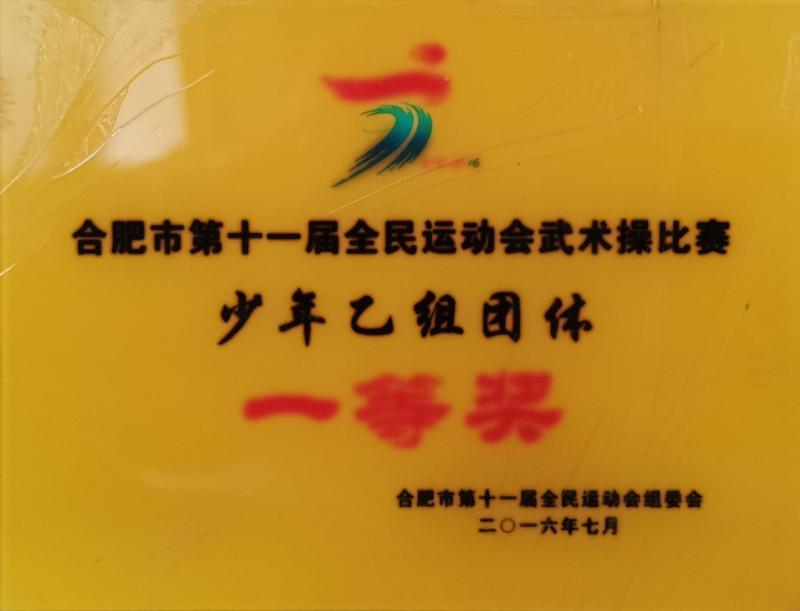 合肥市第十一届全民运动会武术操比赛
少年乙组团体
一等奖
合肥市第十一届全民运动会组委会
二〇一六年七月